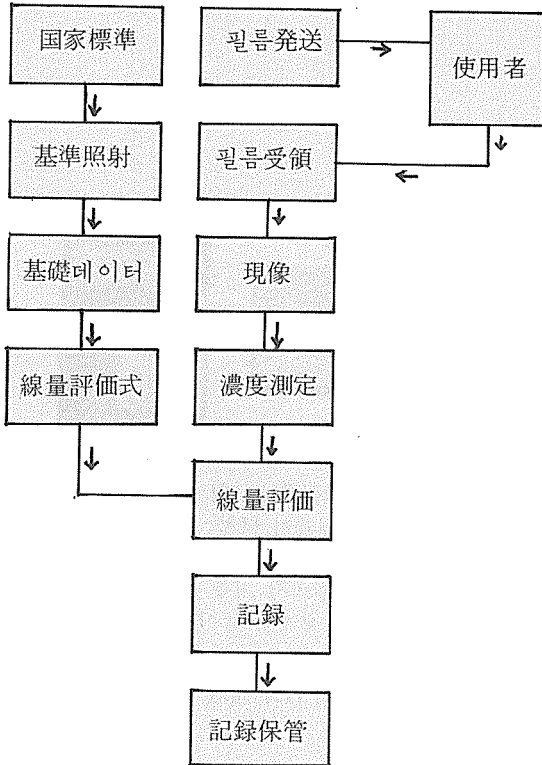 国家標準
필름発送
使用者
基準照射
필름受領
基礎데이터
現像
線量評価式
濃度測定
線量評価
記録
記録保管